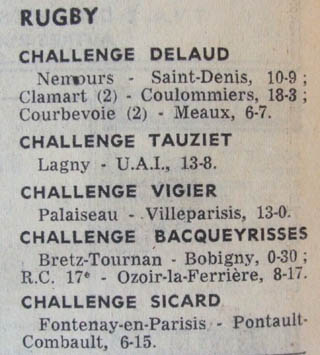 RUGBY
CHALLENGE DELAUD
Nemours - Saint-Denis, 10-9 ;
Clamart (2) - Coulommiers, 18-3 ;
Courbevoie (2) - Meaux, 6-7.
CHALLENGE TAUZIET
Lagny - U.A.I., 13-8.
CHALLENGE VIGIER
Palaiseau - Villeparisis, 13-0.
CHALLENGE BACQUEYRISSES
Bretz-Tournan - Bobigny, 0-30 ;
R.C. 17e - Ozoir-la-Ferrière, 8-17.
CHALLENGE SICARD
Fontenay-en-Parisis - Pontault-
Combault, 6-15.